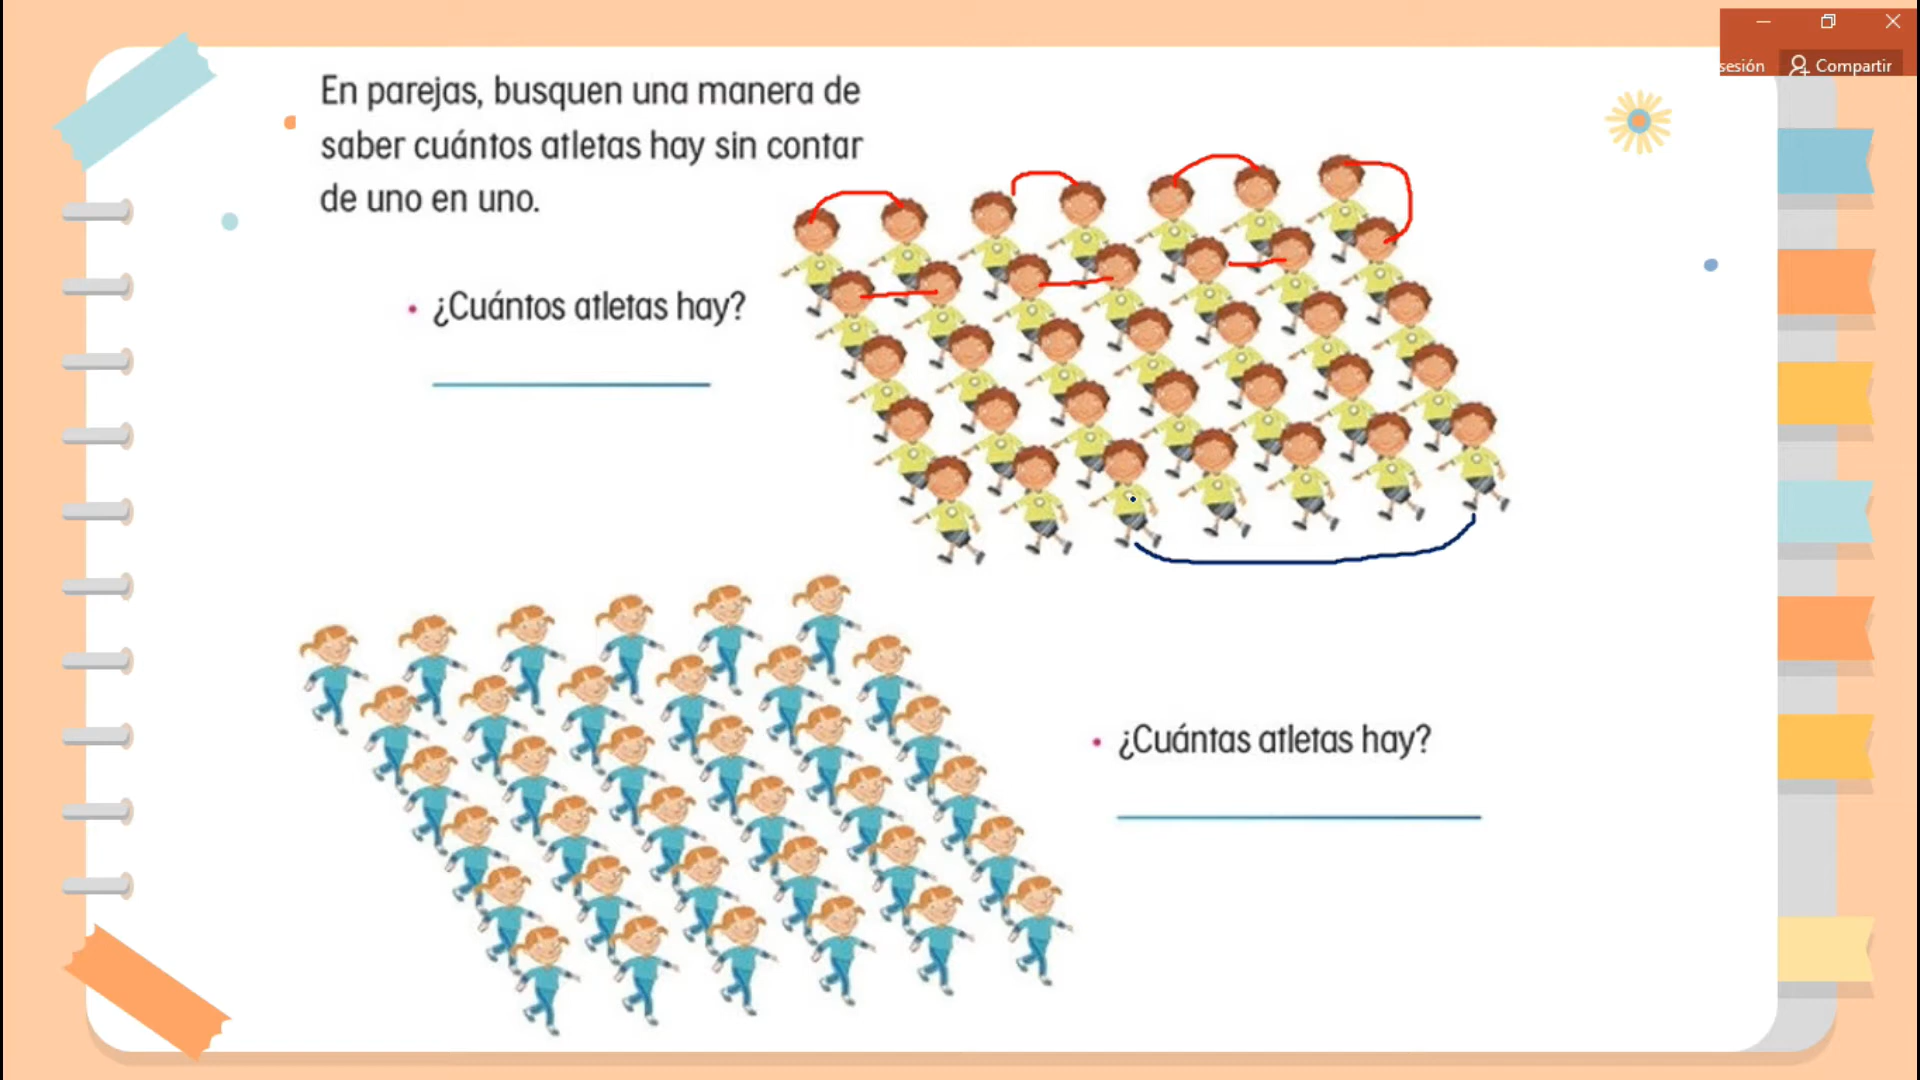 sesión Compartir
En parejas, busquen una manera de
saber cuántos atletas hay sin contar
de uno en uno.
• ¿Cuántos atletas hay?
• ¿Cuántas atletas hay?